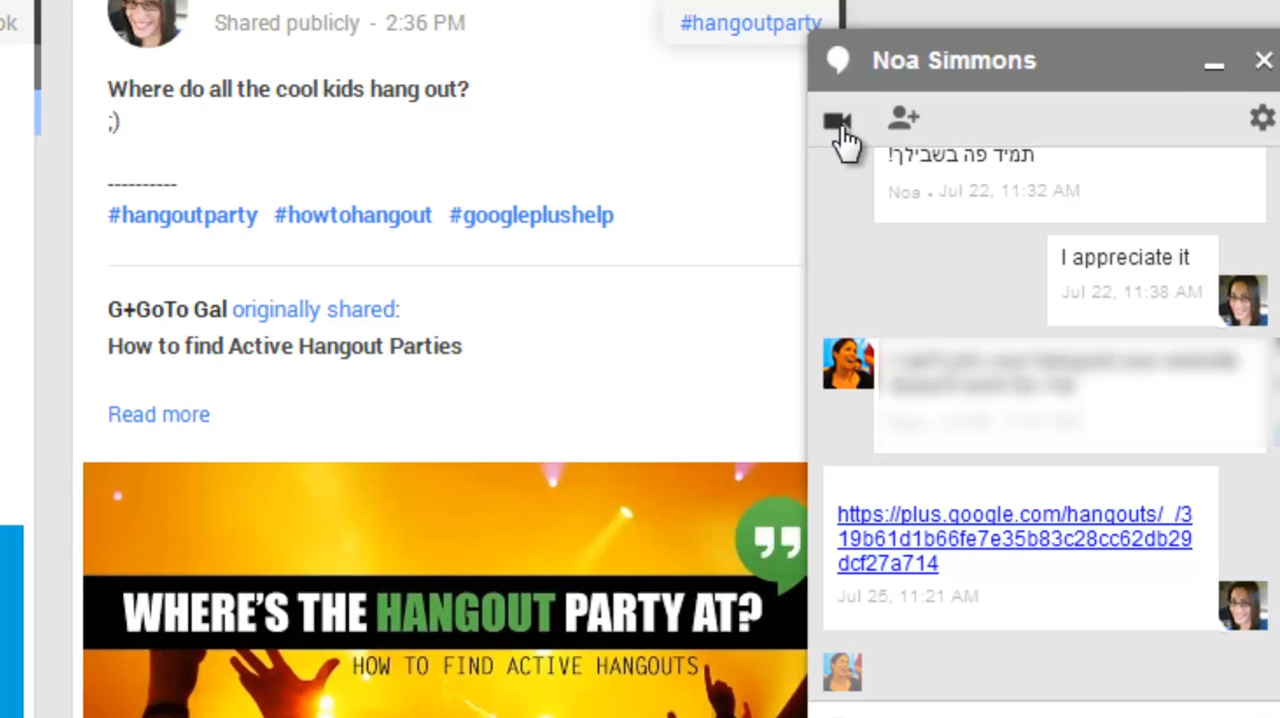 ok
Shared publicly - 2:36 PM
#hangoutparty
Where do all the cool kids hang out?
;)
----------
#hangoutparty #howtohangout #googleplushelp
G+GoTo Gal originally shared:
How to find Active Hangout Parties
Read more
WHERE'S THE HANGOUT PARTY AT?
HOW TO FIND ACTIVE HANGOUTS
Noa Simmons
תמיד פה בשבילך!
Noa • Jul 22, 11:32 AM
I appreciate it
Jul 22, 11:38 AM
https://plus.google.com/hangouts/_/3
19b61d1b66fe7e35b83c28cc62db29
dcf27a714
Jul 25, 11:21 AM